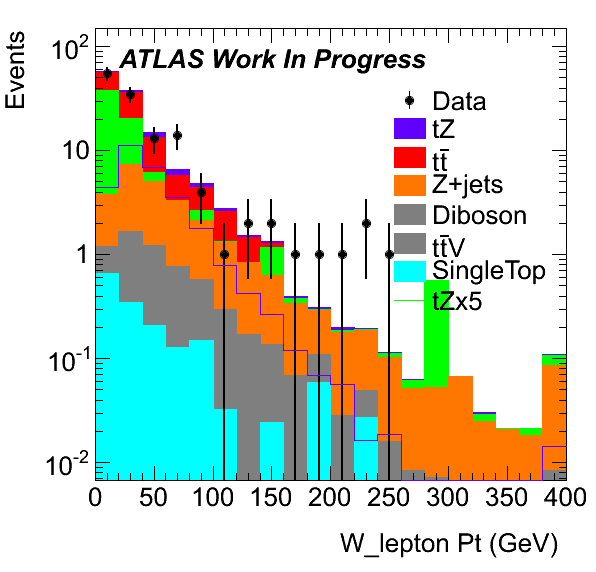 Events
10²
10
1
10⁻¹
10⁻²
ATLAS Work In Progress
Data
tZ
tt̄
Z+jets
Diboson
tt̄V
SingleTop
tZx5
0 50 100 150 200 250 300 350 400
W_lepton Pt (GeV)